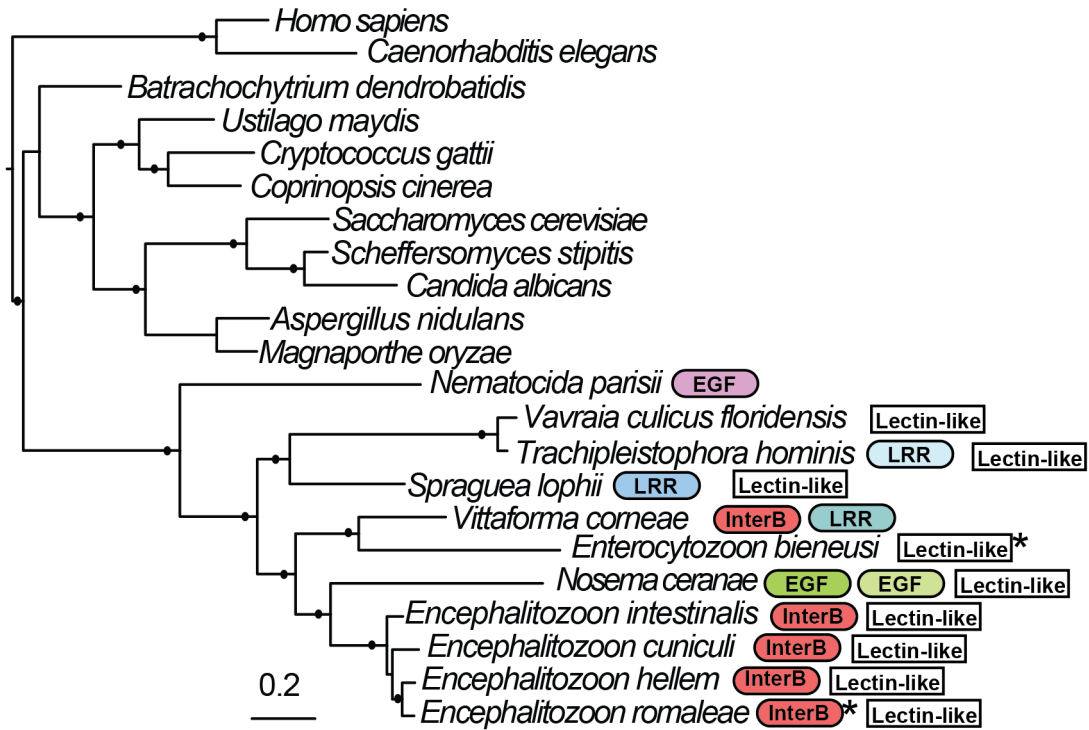 Homo sapiens
Caenorhabditis elegans
Batrachochytrium dendrobatidis
Ustilago maydis
Cryptococcus gattii
Coprinopsis cinerea
Saccharomyces cerevisiae
Scheffersomyces stipitis
Candida albicans
Aspergillus nidulans
Magnaporthe oryzae
Nematocida parisii EGF
Vavraia culicus floridensis Lectin-like
Trachipleistophora hominis LRR Lectin-like
Spraguea lophii LRR Lectin-like
Vittaforma corneae InterB LRR
Enterocytozoon bieneusi Lectin-like*
Nosema ceranae EGF EGF Lectin-like
Encephalitozoon intestinalis InterB Lectin-like
Encephalitozoon cuniculi InterB Lectin-like
Encephalitozoon hellem InterB Lectin-like
Encephalitozoon romaleae InterB* Lectin-like
0.2